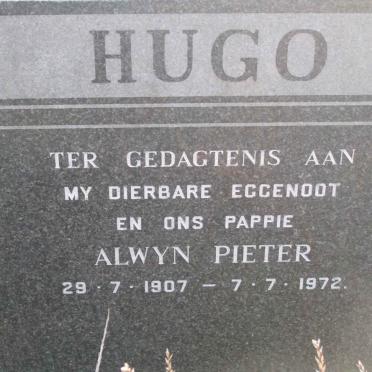 HUGO
TER GEDAGTENIS AAN
MY DIERBARE EGGENOOT
EN ONS PAPPIE
ALWYN PIETER
29 · 7 · 1907 — 7 · 7 · 1972.